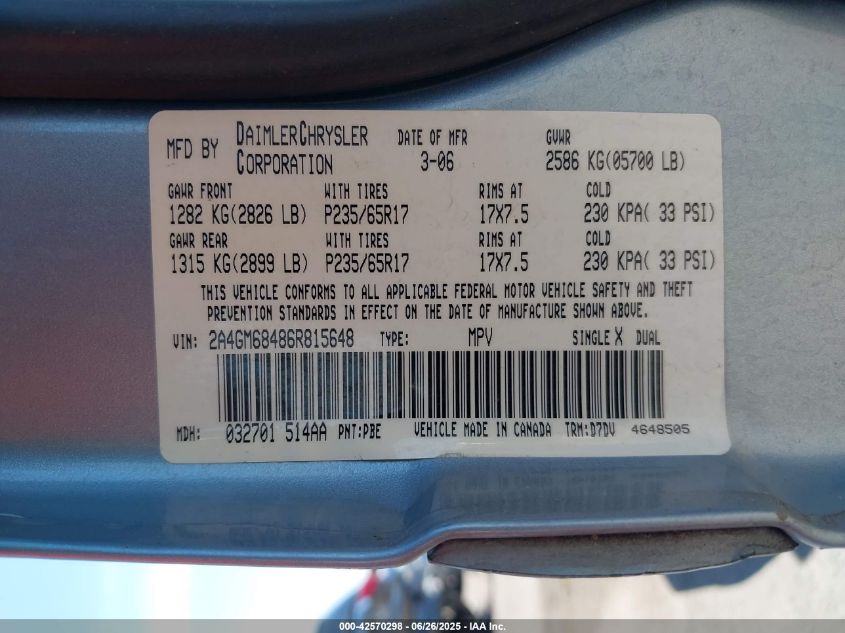 MFD BY DAIMLERCHRYSLER CORPORATION DATE OF MFR 3-06 GVWR 2586 KG(05700 LB)
GAWR FRONT WITH TIRES RIMS AT COLD
1282 KG(2826 LB) P235/65R17 17X7.5 230 KPA( 33 PSI)
GAWR REAR WITH TIRES RIMS AT COLD
1315 KG(2899 LB) P235/65R17 17X7.5 230 KPA( 33 PSI)
THIS VEHICLE CONFORMS TO ALL APPLICABLE FEDERAL MOTOR VEHICLE SAFETY AND THEFT
PREVENTION STANDARDS IN EFFECT ON THE DATE OF MANUFACTURE SHOWN ABOVE.
VIN: 2A4GM68486R815648 TYPE: MPV SINGLE X DUAL
MDH: 032701 514AA PNT:PBE VEHICLE MADE IN CANADA TRM:D7DV 4648505
000-42570298 - 06/26/2025 - IAA Inc.